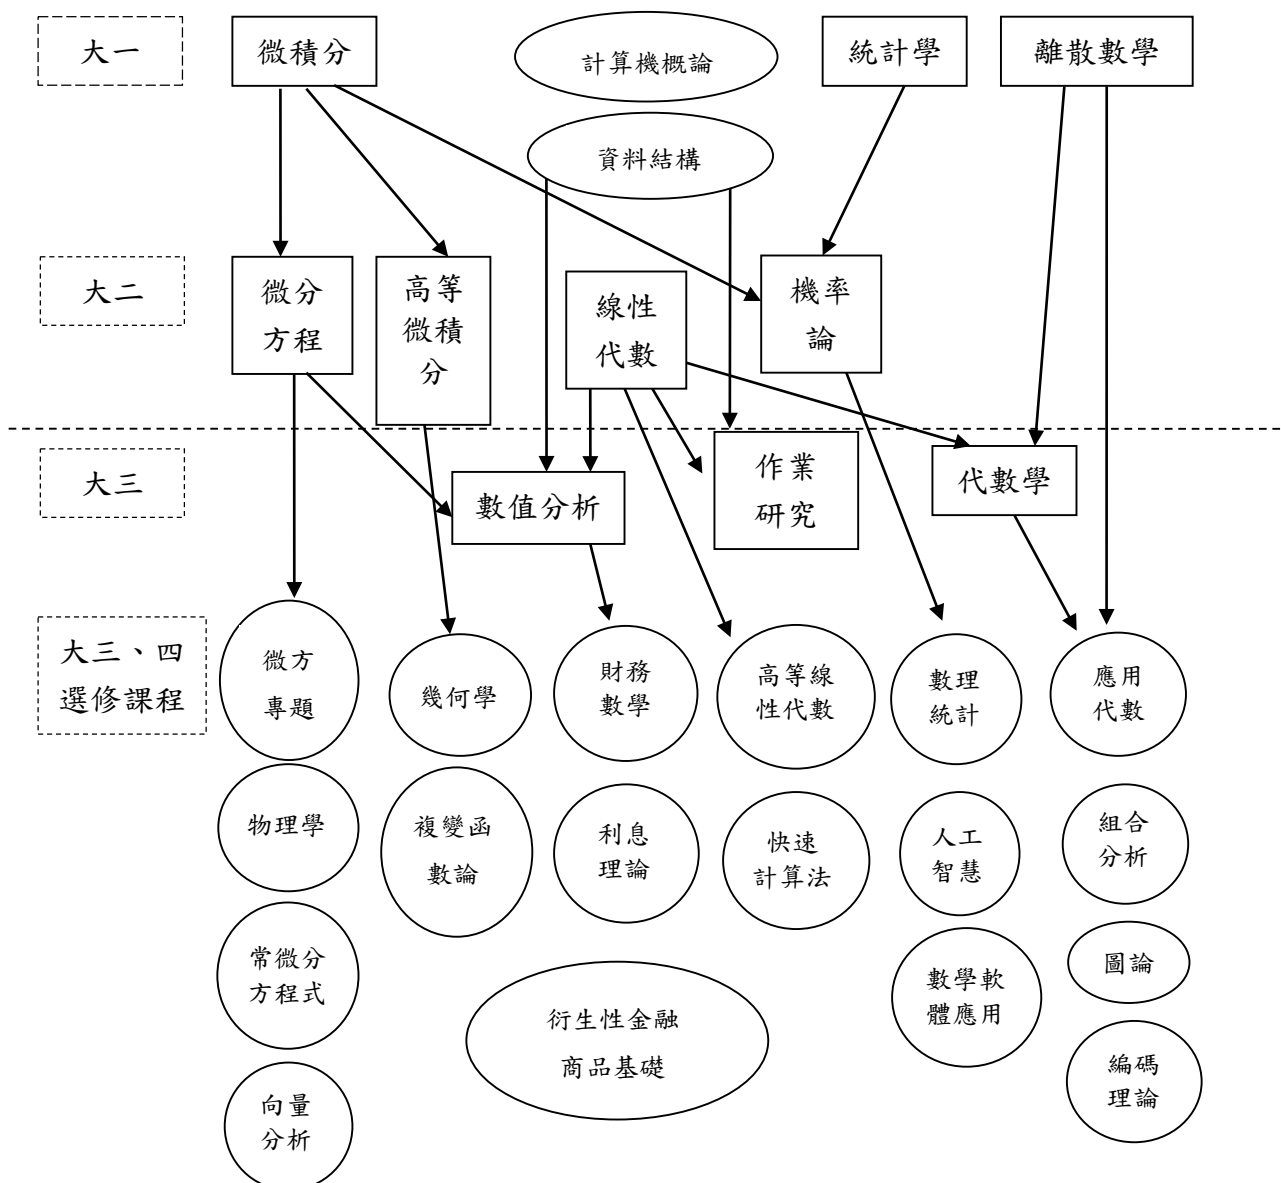 大一
微積分
計算機概論
統計學
離散數學
資料結構
大二
微分
方程
高等
微積
分
線性
代數
機率
論
大三
數值分析
作業
研究
代數學
大三、四
選修課程
微方
專題
幾何學
財務
數學
高等線
性代數
數理
統計
應用
代數
物理學
複變函
數論
利息
理論
快速
計算法
人工
智慧
組合
分析
常微分
方程式
衍生性金融
商品基礎
數學軟
體應用
圖論
編碼
理論
向量
分析